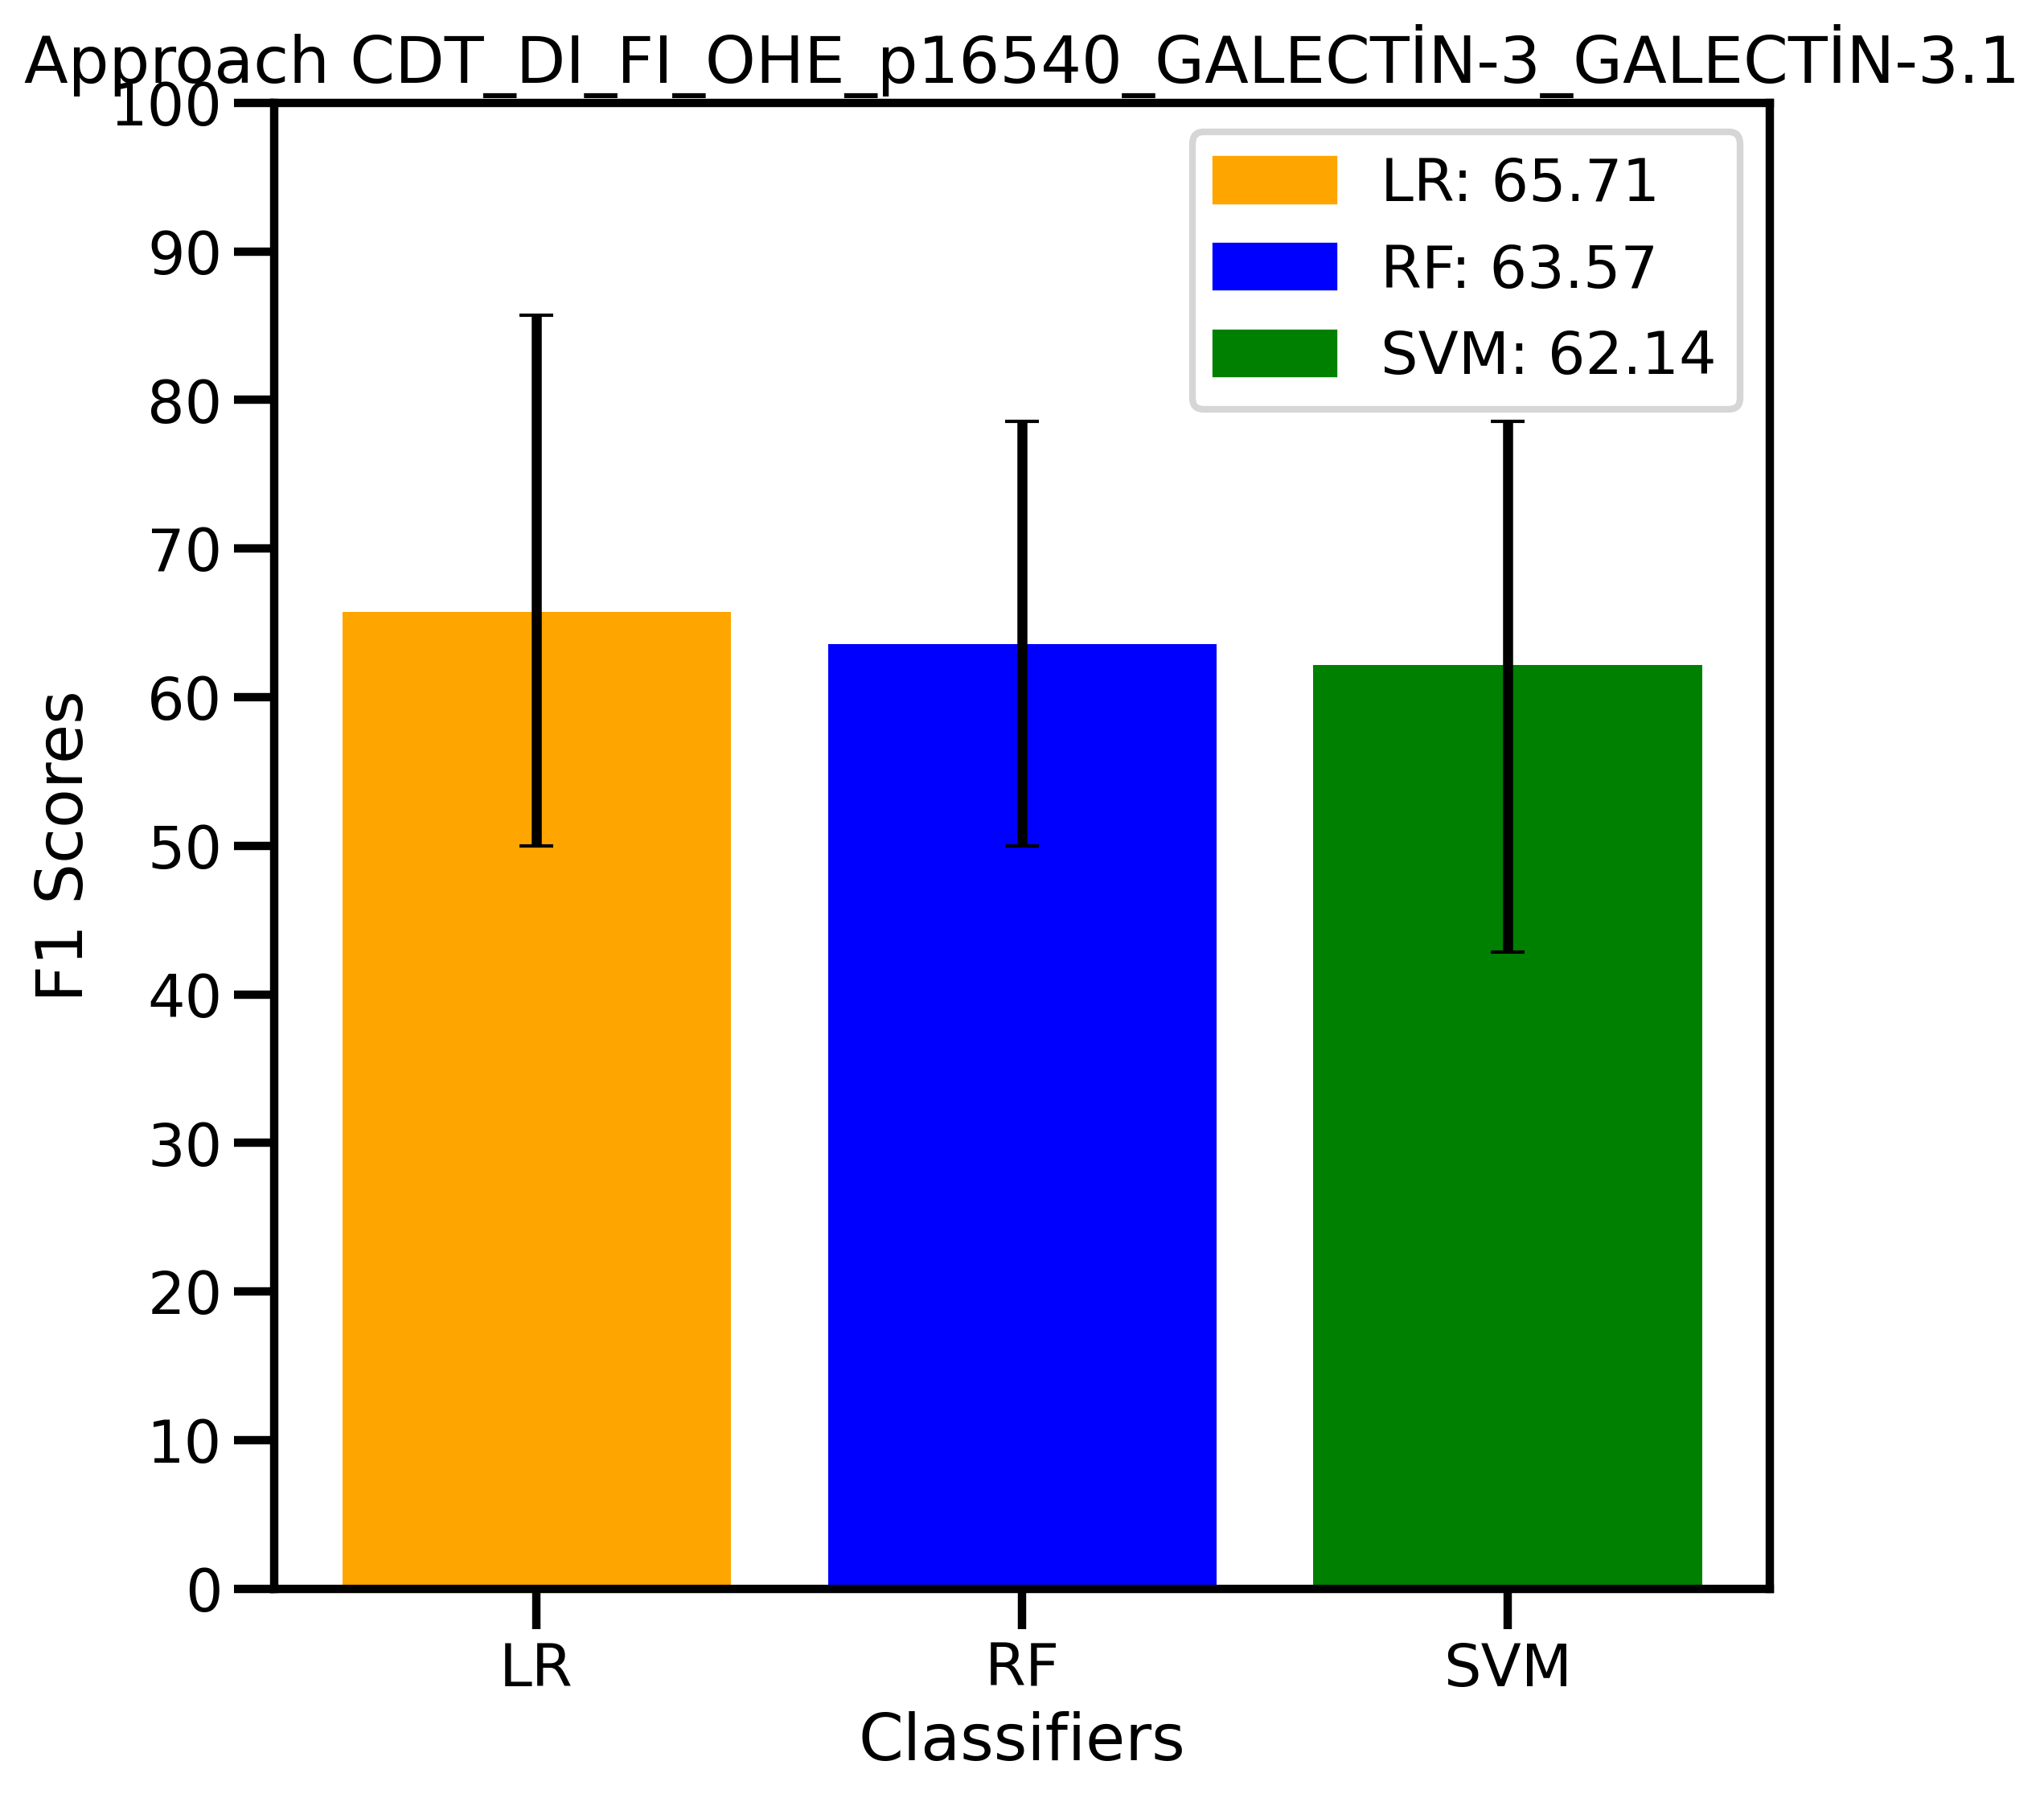 Approach CDT_DI_FI_OHE_p16540_GALECTİN-3_GALECTİN-3.1
100
90
80
70
60
50
40
30
20
10
0
F1 Scores
LR: 65.71
RF: 63.57
SVM: 62.14
LR RF SVM
Classifiers